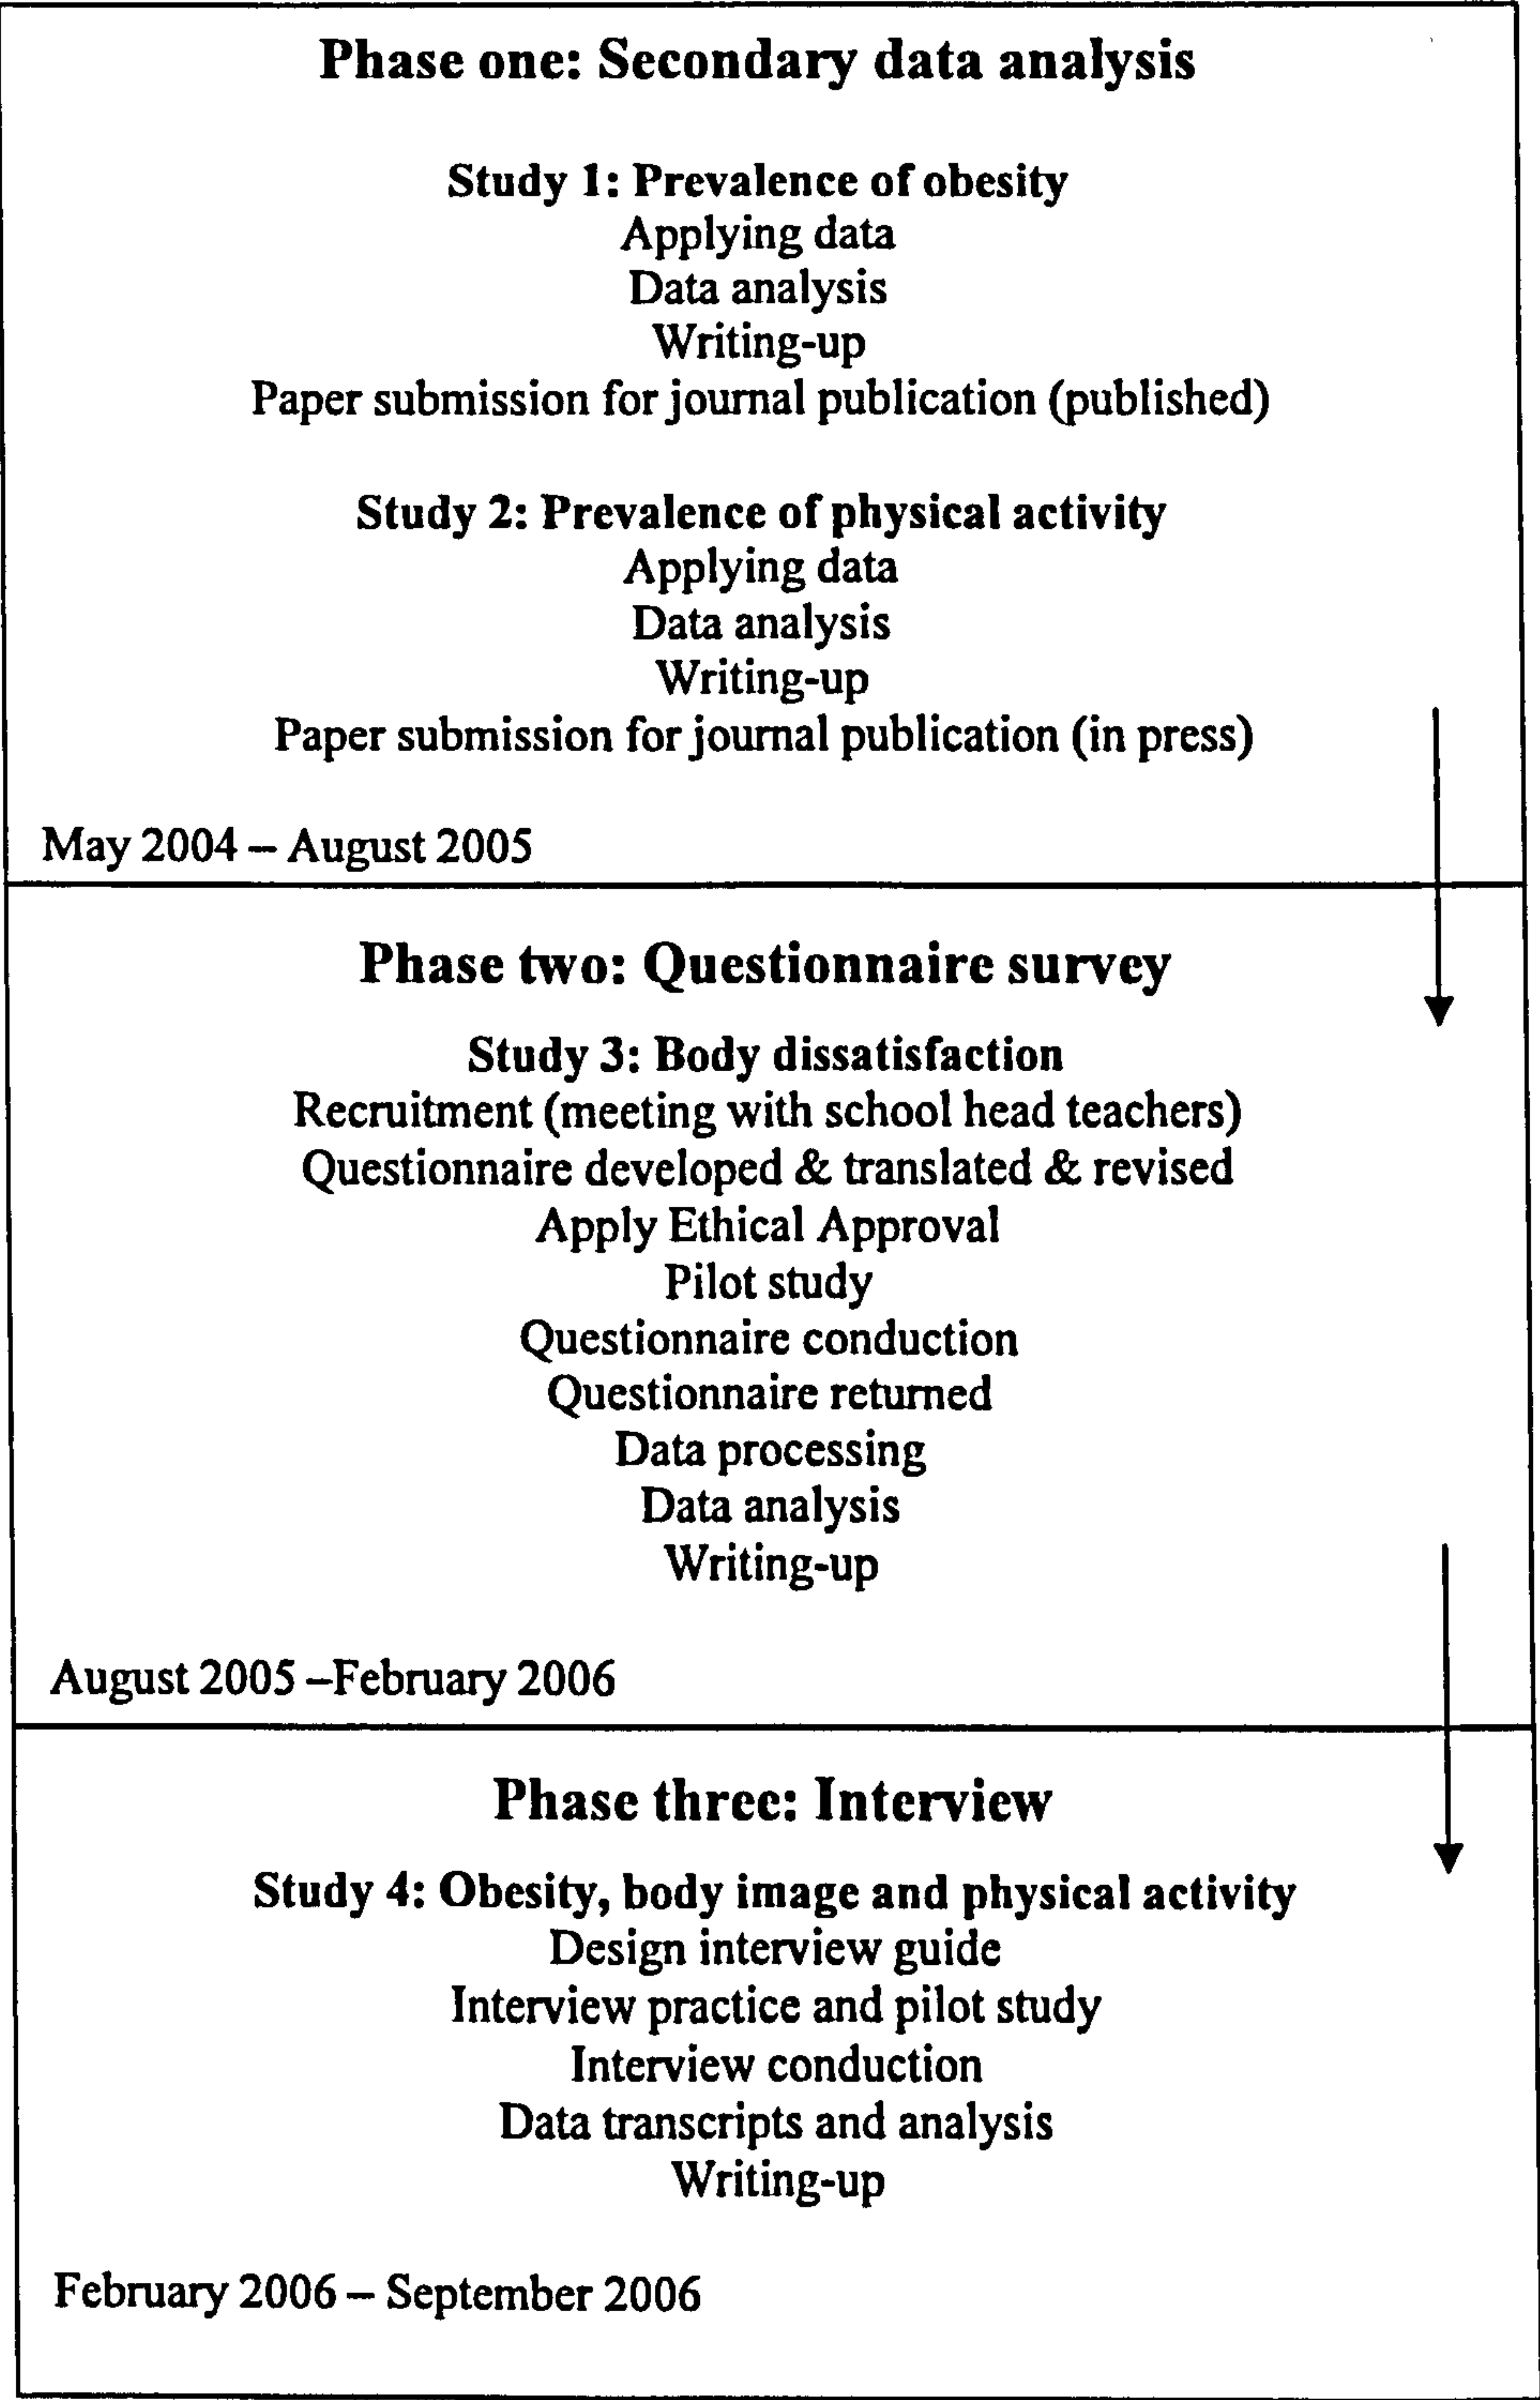 Phase one: Secondary data analysis
Study 1: Prevalence of obesity
Applying data
Data analysis
Writing-up
Paper submission for journal publication (published)
Study 2: Prevalence of physical activity
Applying data
Data analysis
Writing-up
Paper submission for journal publication (in press)
May 2004 – August 2005
Phase two: Questionnaire survey
Study 3: Body dissatisfaction
Recruitment (meeting with school head teachers)
Questionnaire developed & translated & revised
Apply Ethical Approval
Pilot study
Questionnaire conduction
Questionnaire returned
Data processing
Data analysis
Writing-up
August 2005 –February 2006
Phase three: Interview
Study 4: Obesity, body image and physical activity
Design interview guide
Interview practice and pilot study
Interview conduction
Data transcripts and analysis
Writing-up
February 2006 – September 2006